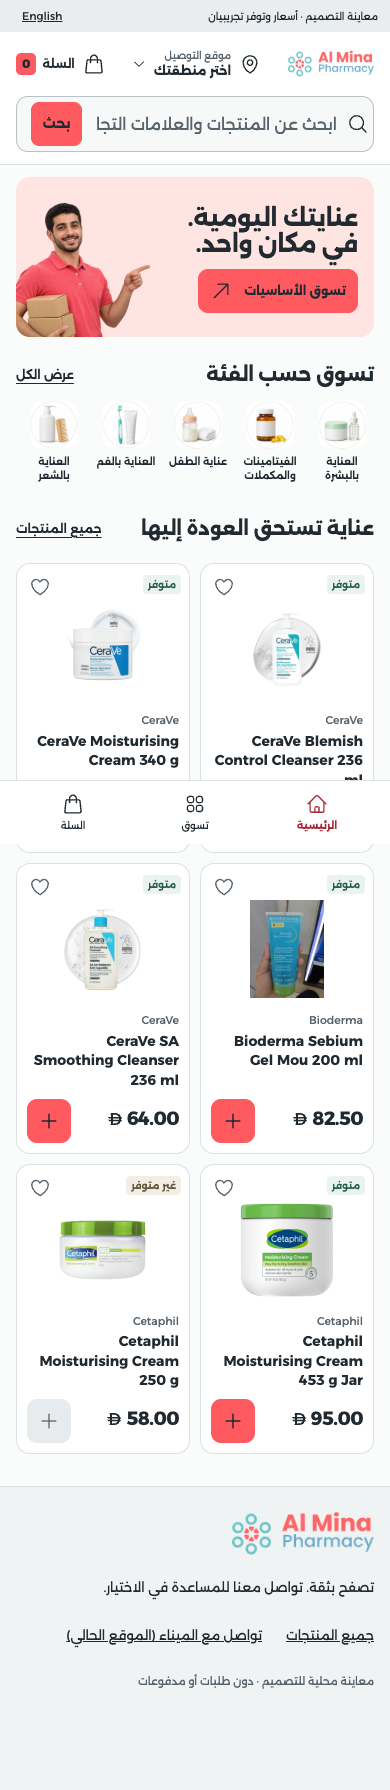 معاينة التصميم · أسعار وتوفر تجريبيان
English
Al Mina
Pharmacy
موقع التوصيل
اختر منطقتك
السلة
0
ابحث عن المنتجات والعلامات التجا
بحث
عنايتك اليومية.
في مكان واحد.
تسوق الأساسيات
تسوق حسب الفئة
عرض الكل
العناية بالبشرة
الفيتامينات والمكملات
عناية الطفل
العناية بالفم
العناية بالشعر
عناية تستحق العودة إليها
جميع المنتجات
متوفر
CeraVe
CeraVe Blemish
Control Cleanser 236
ml
متوفر
CeraVe
CeraVe Moisturising
Cream 340 g
الرئيسية
تسوق
السلة
متوفر
Bioderma
Bioderma Sebium
Gel Mou 200 ml
82.50
متوفر
CeraVe
CeraVe SA
Smoothing Cleanser
236 ml
64.00
متوفر
Cetaphil
Cetaphil
Moisturising Cream
453 g Jar
95.00
غير متوفر
Cetaphil
Cetaphil
Moisturising Cream
250 g
58.00
Al Mina
Pharmacy
تصفح بثقة. تواصل معنا للمساعدة في الاختيار.
جميع المنتجات
تواصل مع الميناء (الموقع الحالي)
معاينة محلية للتصميم · دون طلبات أو مدفوعات